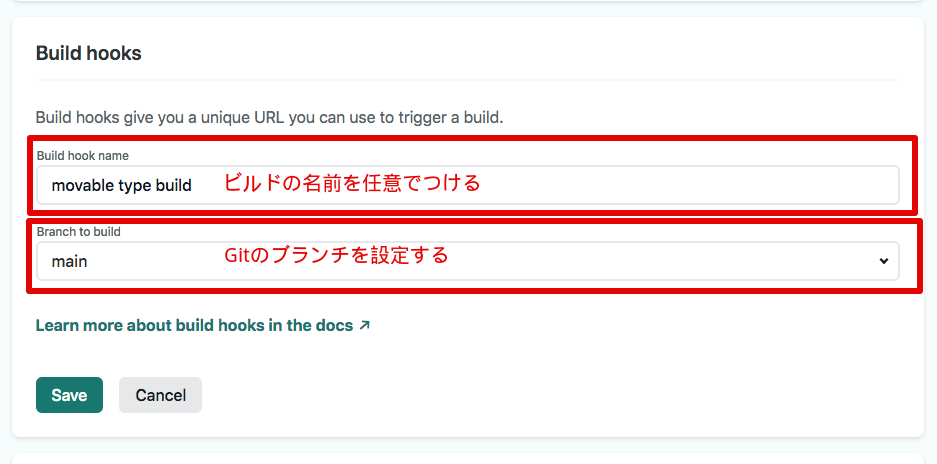 Build hooks
Build hooks give you a unique URL you can use to trigger a build.
Build hook name
movable type build ビルドの名前を任意でつける
Branch to build
main Gitのブランチを設定する
Learn more about build hooks in the docs ↗
Save Cancel